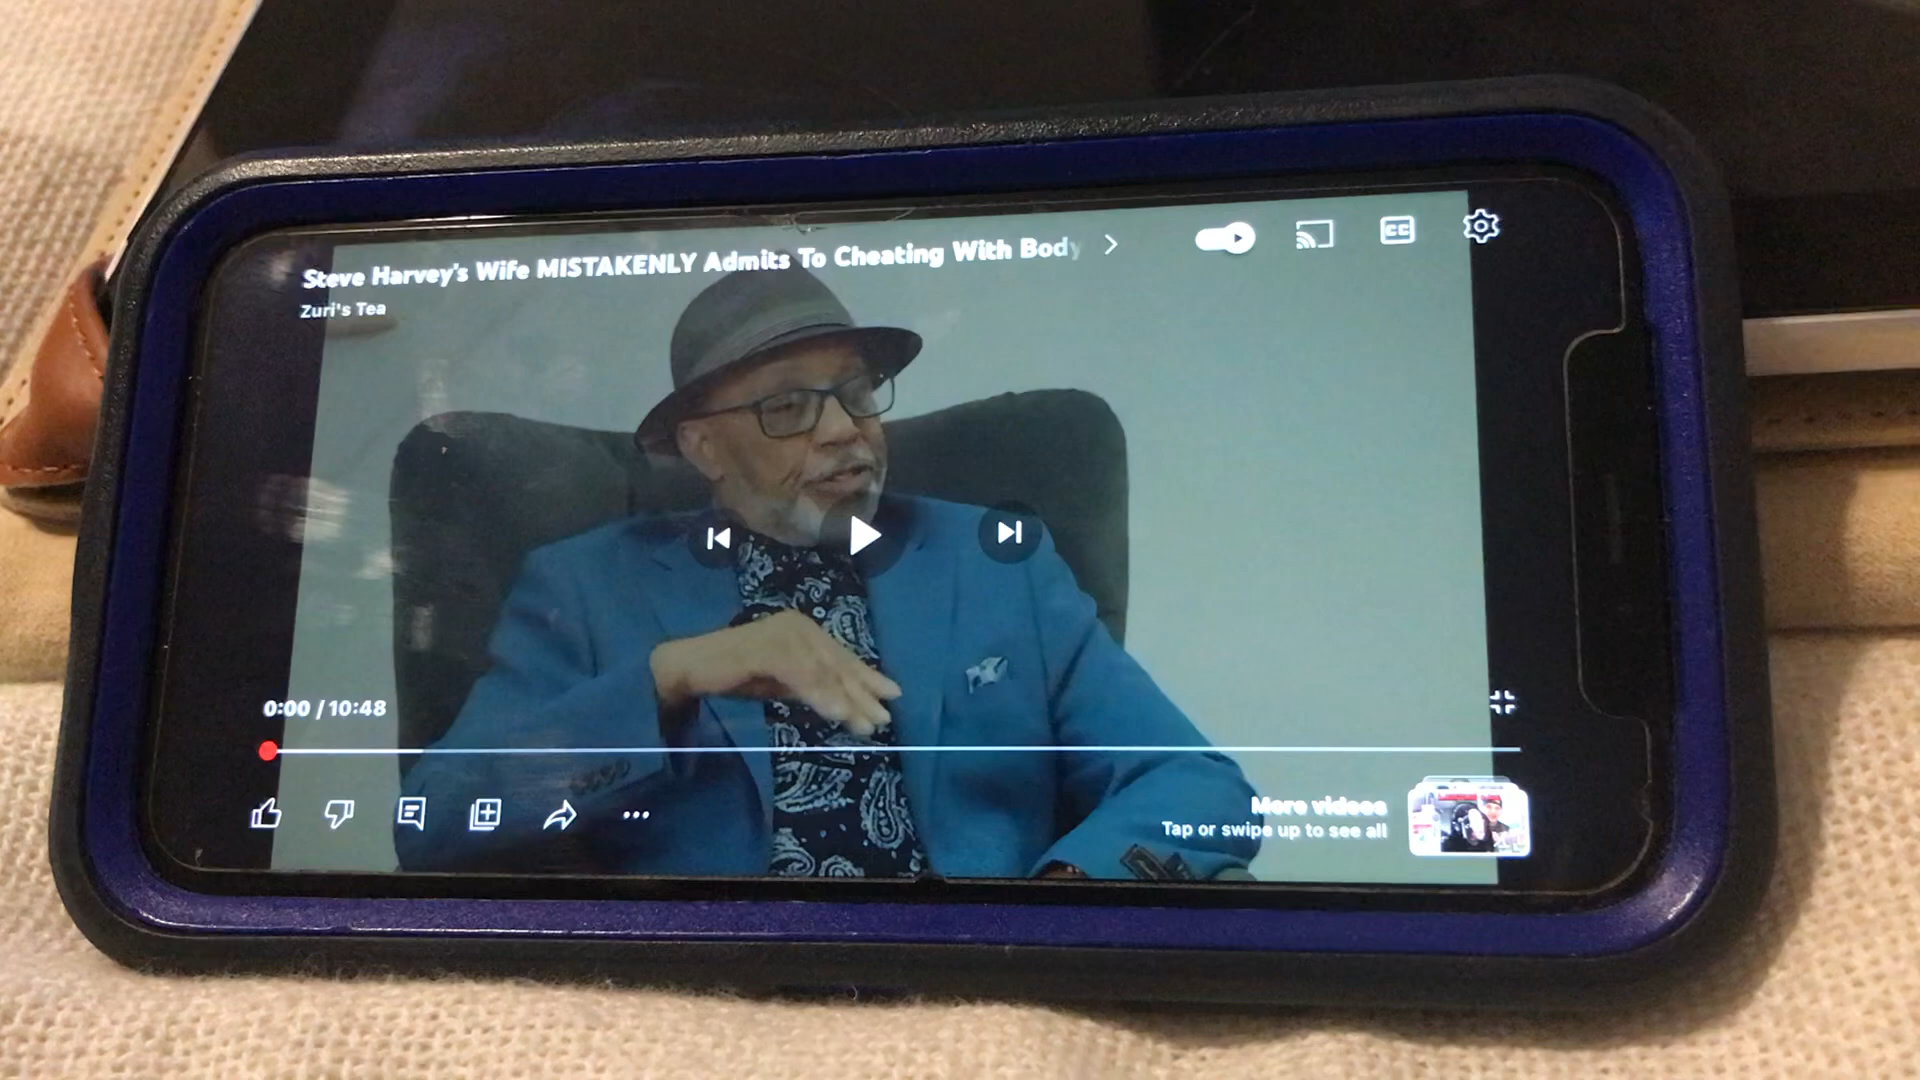 Steve Harvey's Wife MISTAKENLY Admits To Cheating With Body
Zuri's Tea
CC
0:00 / 10:48
More videos
Tap or swipe up to see all